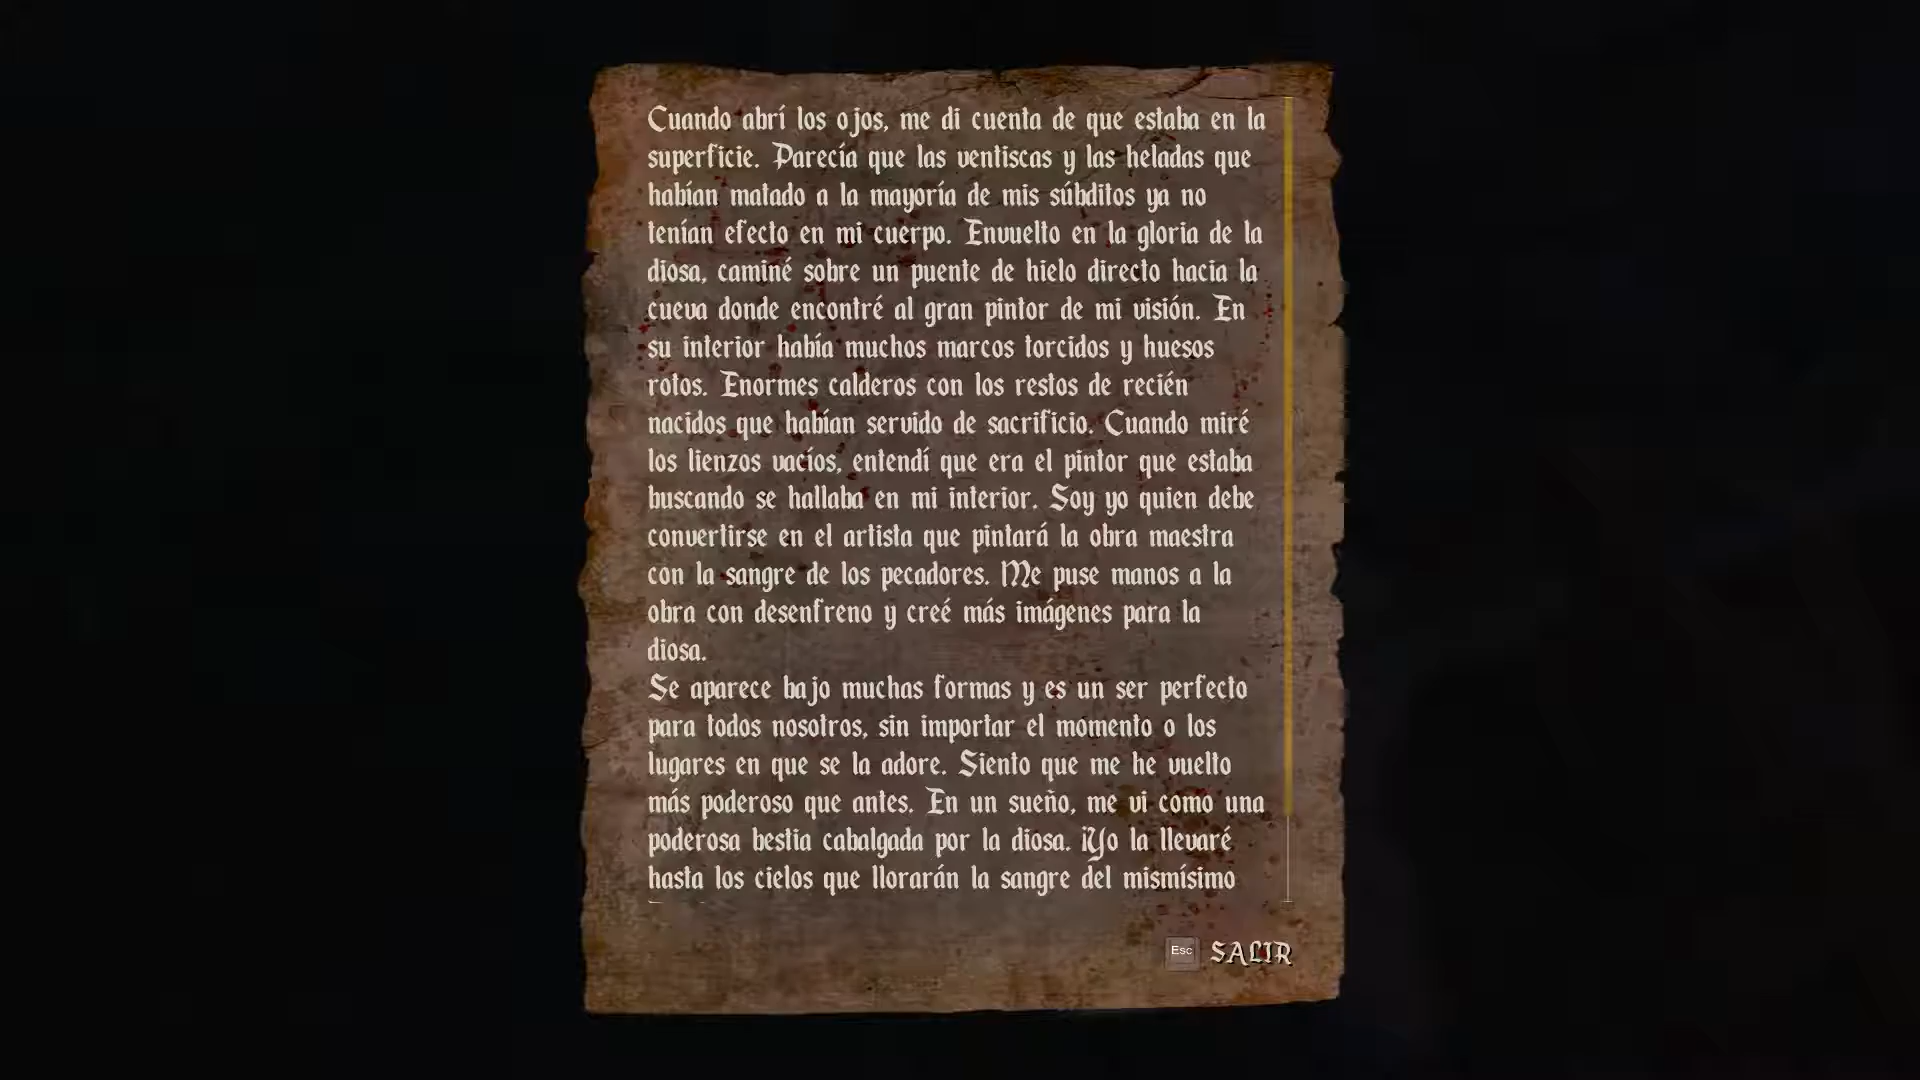 Cuando abrí los ojos, me di cuenta de que estaba en la
superficie. Parecía que las ventiscas y las heladas que
habían matado a la mayoría de mis súbditos ya no
tenían efecto en mi cuerpo. Envuelto en la gloria de la
diosa, caminé sobre un puente de hielo directo hacia la
cueva donde encontré al gran pintor de mi visión. En
su interior había muchos marcos torcidos y huesos
rotos. Enormes calderos con los restos de recién
nacidos que habían servido de sacrificio. Cuando miré
los lienzos vacíos, entendí que era el pintor que estaba
buscando se hallaba en mi interior. Soy yo quien debe
convertirse en el artista que pintará la obra maestra
con la sangre de los pecadores. Me puse manos a la
obra con desenfreno y creé más imágenes para la
diosa.
Se aparece bajo muchas formas y es un ser perfecto
para todos nosotros, sin importar el momento o los
lugares en que se la adore. Siento que me he vuelto
más poderoso que antes. En un sueño, me vi como una
poderosa bestia cabalgada por la diosa. ¡Yo la llevaré
hasta los cielos que llorarán la sangre del mismísimo
Esc SALIR